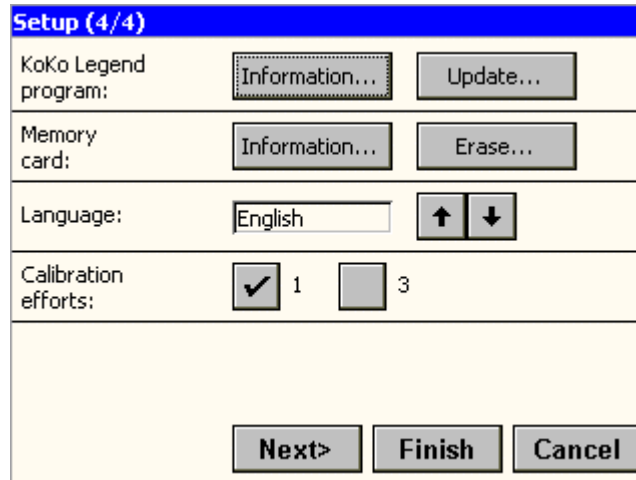 Setup (4/4)
KoKo Legend
program:
Information...
Update...
Memory
card:
Information...
Erase...
Language:
English
Calibration
efforts:
1
3
Next>
Finish
Cancel